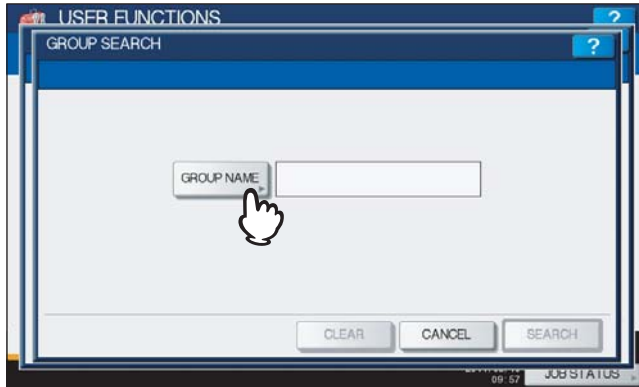 USER FUNCTIONS
?
GROUP SEARCH
?
GROUP NAME
CLEAR
CANCEL
SEARCH
09:57
JOB STATUS